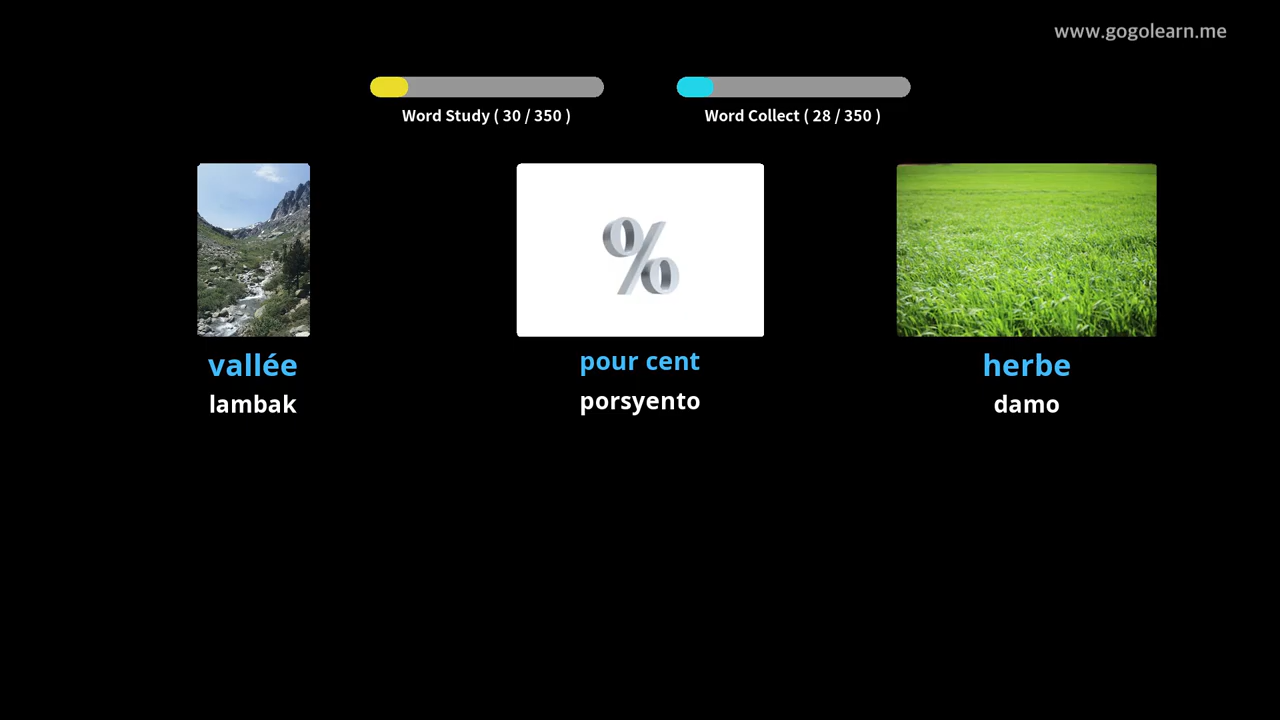 www.gogolearn.me
Word Study ( 30 / 350 )
Word Collect ( 28 / 350 )
%
vallée
pour cent
herbe
lambak
porsyento
damo